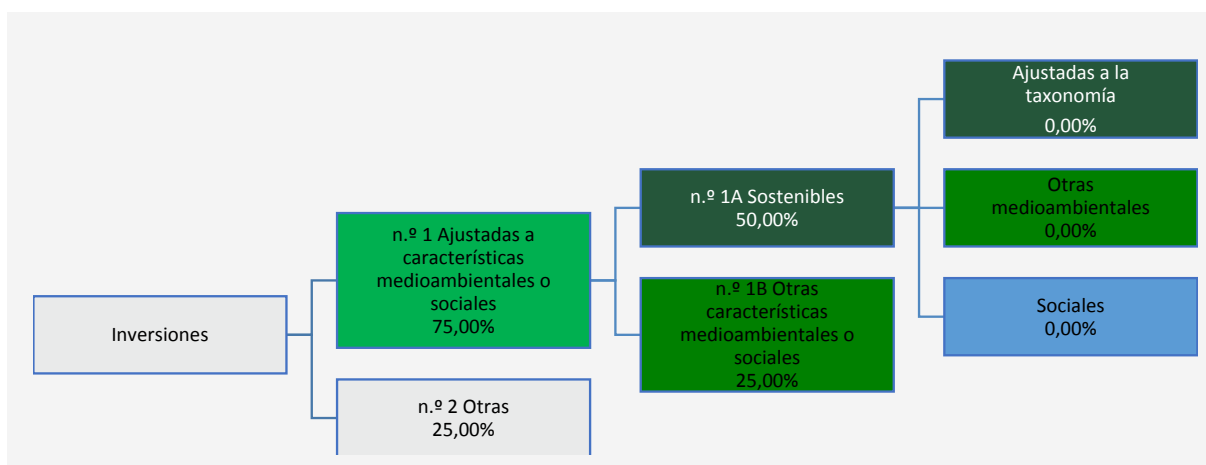 Inversiones
n.º 1 Ajustadas a
características
medioambientales o
sociales
75,00%
n.º 2 Otras
25,00%
n.º 1A Sostenibles
50,00%
n.º 1B Otras
características
medioambientales o
sociales
25,00%
Ajustadas a la
taxonomía
0,00%
Otras
medioambientales
0,00%
Sociales
0,00%